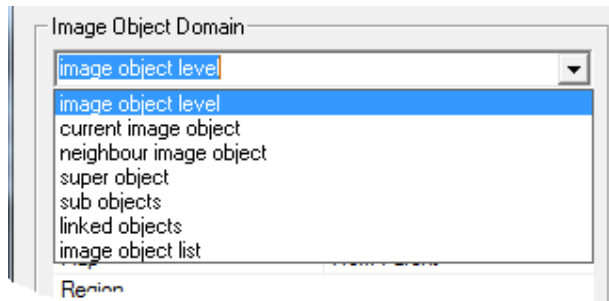 Image Object Domain
image object level
image object level
current image object
neighbour image object
super object
sub objects
linked objects
image object list
Region